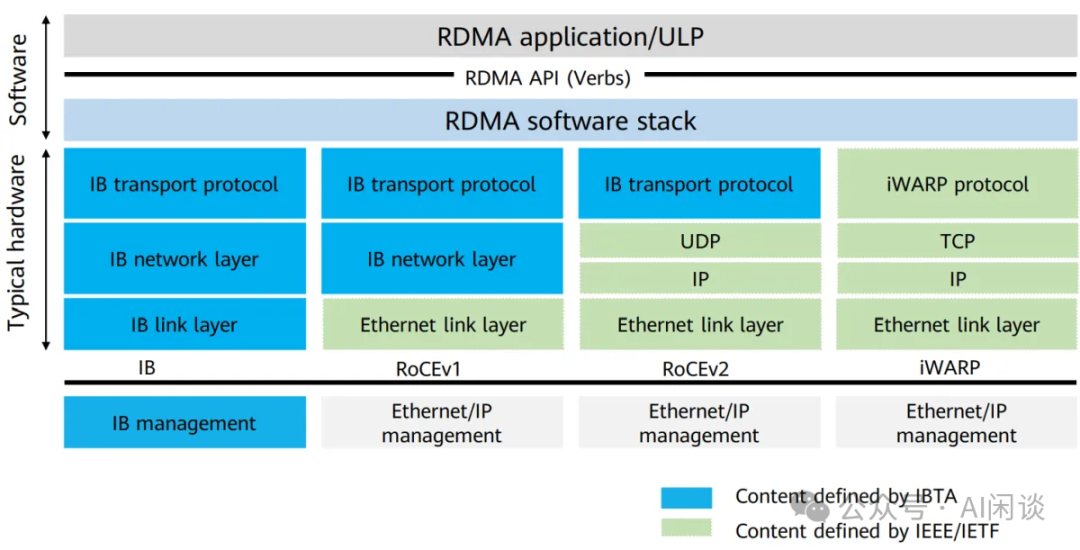 Software
RDMA application/ULP
RDMA API (Verbs)
RDMA software stack
Typical hardware
IB transport protocol
IB transport protocol
IB transport protocol
iWARP protocol
IB network layer
IB network layer
UDP
TCP
IP
IP
IB link layer
Ethernet link layer
Ethernet link layer
Ethernet link layer
IB
RoCEv1
RoCEv2
iWARP
IB management
Ethernet/IP
management
Ethernet/IP
management
Ethernet/IP
management
Content defined by IBTA
公众号 · AI闲谈
Content defined by IEEE/IETF